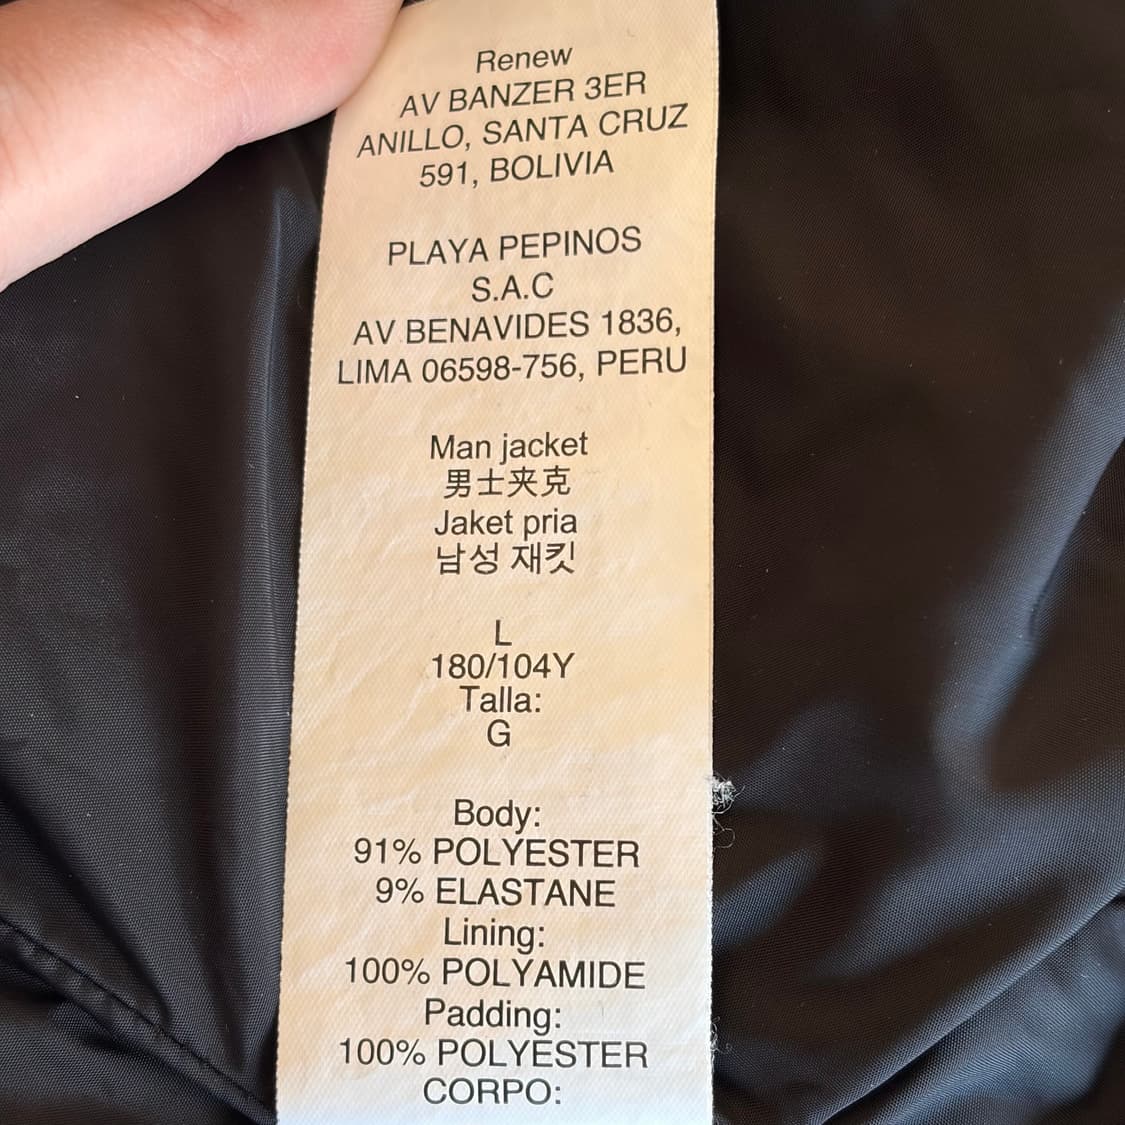 Renew
AV BANZER 3ER
ANILLO, SANTA CRUZ
591, BOLIVIA
PLAYA PEPINOS
S.A.C
AV BENAVIDES 1836,
LIMA 06598-756, PERU
Man jacket
男士夹克
Jaket pria
남성 재킷
L
180/104Y
Talla:
G
Body:
91% POLYESTER
9% ELASTANE
Lining:
100% POLYAMIDE
Padding:
100% POLYESTER
CORPO: